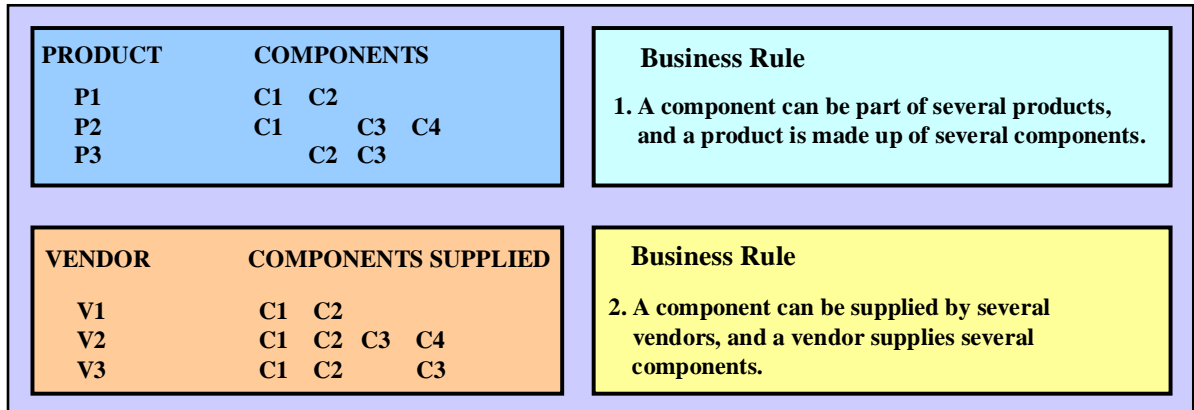 PRODUCT COMPONENTS
P1 C1 C2
P2 C1 C3 C4
P3 C2 C3
Business Rule
1. A component can be part of several products,
and a product is made up of several components.
VENDOR COMPONENTS SUPPLIED
V1 C1 C2
V2 C1 C2 C3 C4
V3 C1 C2 C3
Business Rule
2. A component can be supplied by several
vendors, and a vendor supplies several
components.